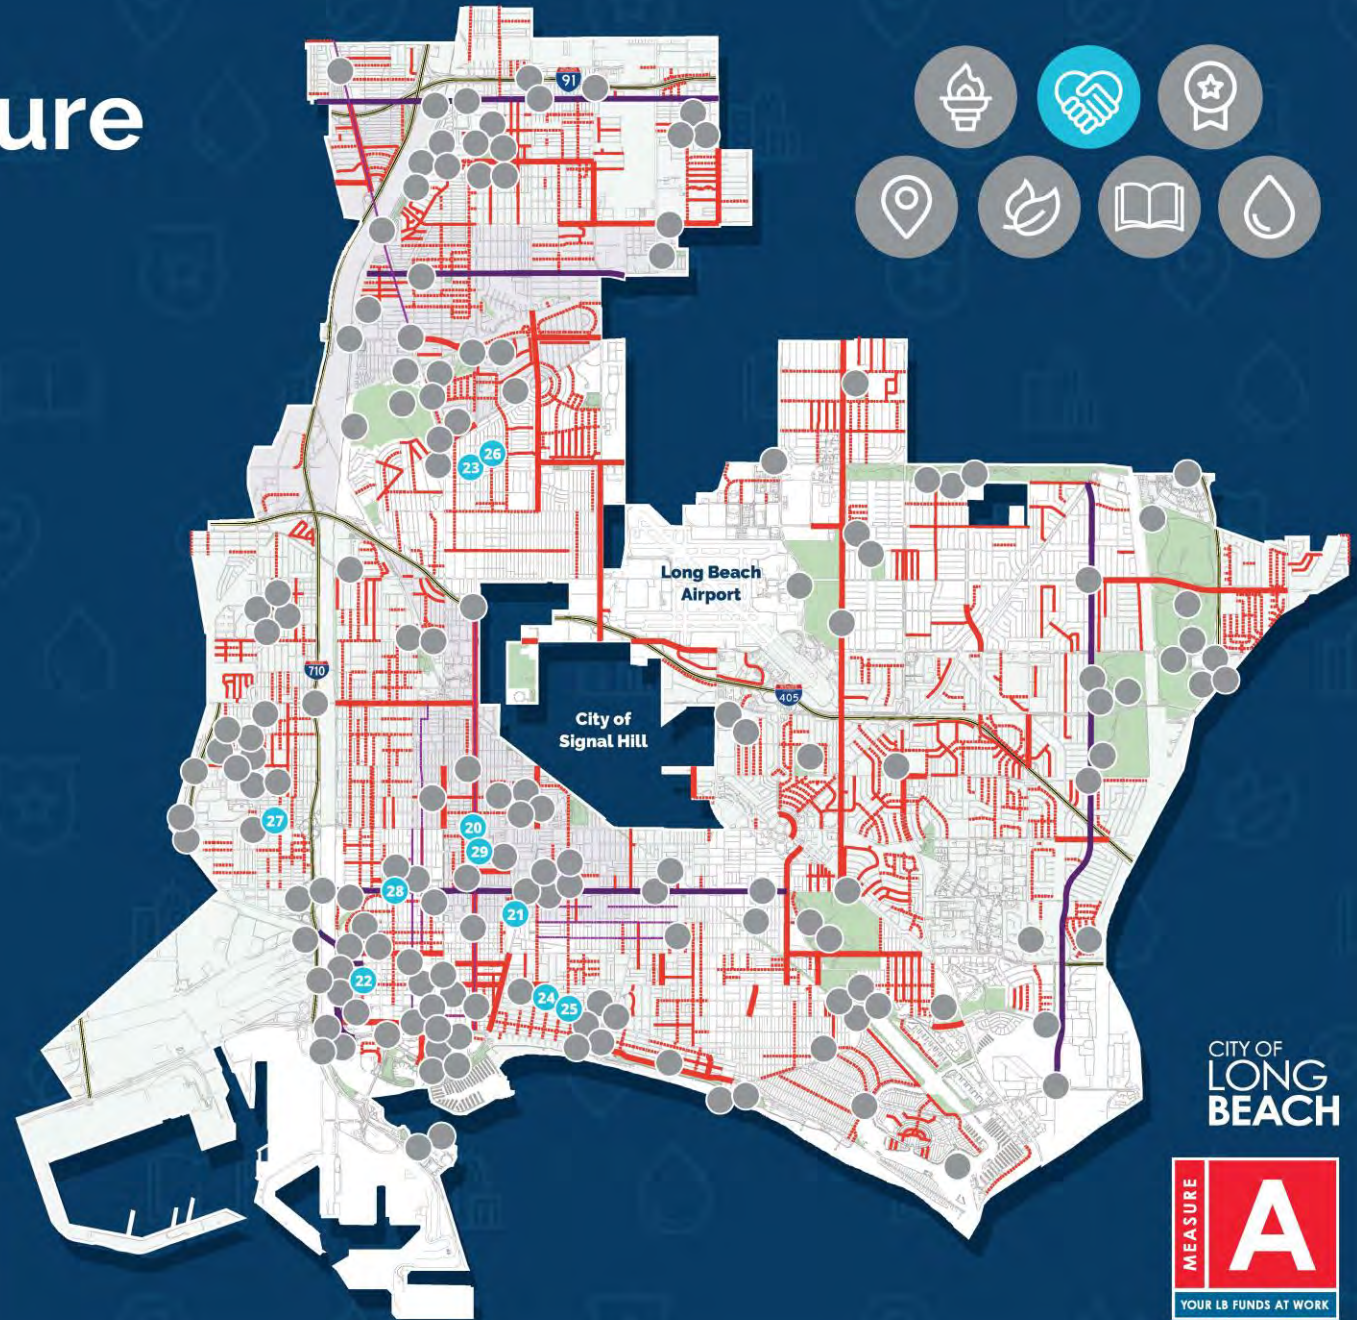 ure
91
26
23
Long Beach
Airport
710
405
City of
Signal Hill
27
20
29
28
21
22
24
25
CITY OF
LONG
BEACH
MEASURE
A
YOUR LB FUNDS AT WORK